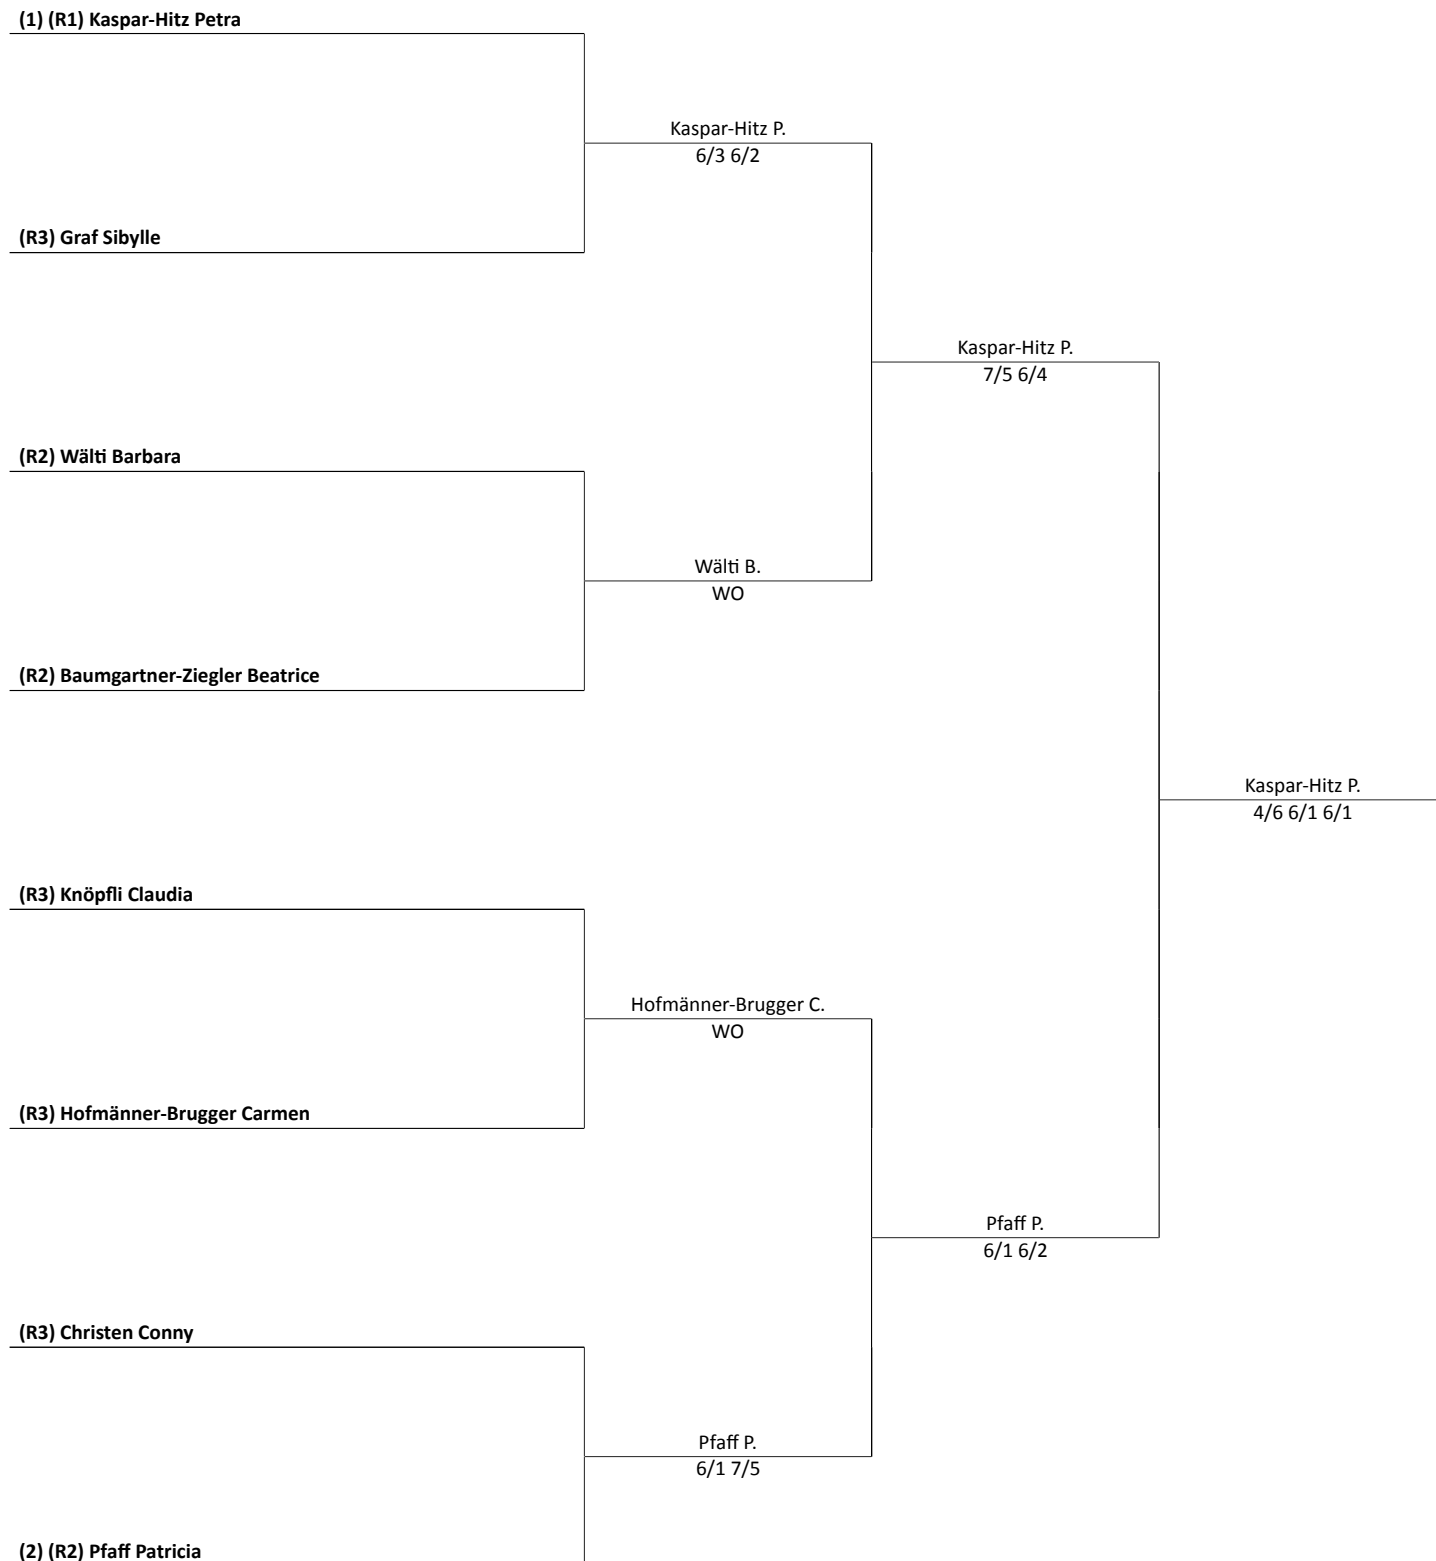 (1) (R1) Kaspar-Hitz Petra
Kaspar-Hitz P.
6/3 6/2
(R3) Graf Sibylle
Kaspar-Hitz P.
7/5 6/4
(R2) Wälti Barbara
Wälti B.
WO
(R2) Baumgartner-Ziegler Beatrice
Kaspar-Hitz P.
4/6 6/1 6/1
(R3) Knöpfli Claudia
Hofmänner-Brugger C.
WO
(R3) Hofmänner-Brugger Carmen
Pfaff P.
6/1 6/2
(R3) Christen Conny
Pfaff P.
6/1 7/5
(2) (R2) Pfaff Patricia